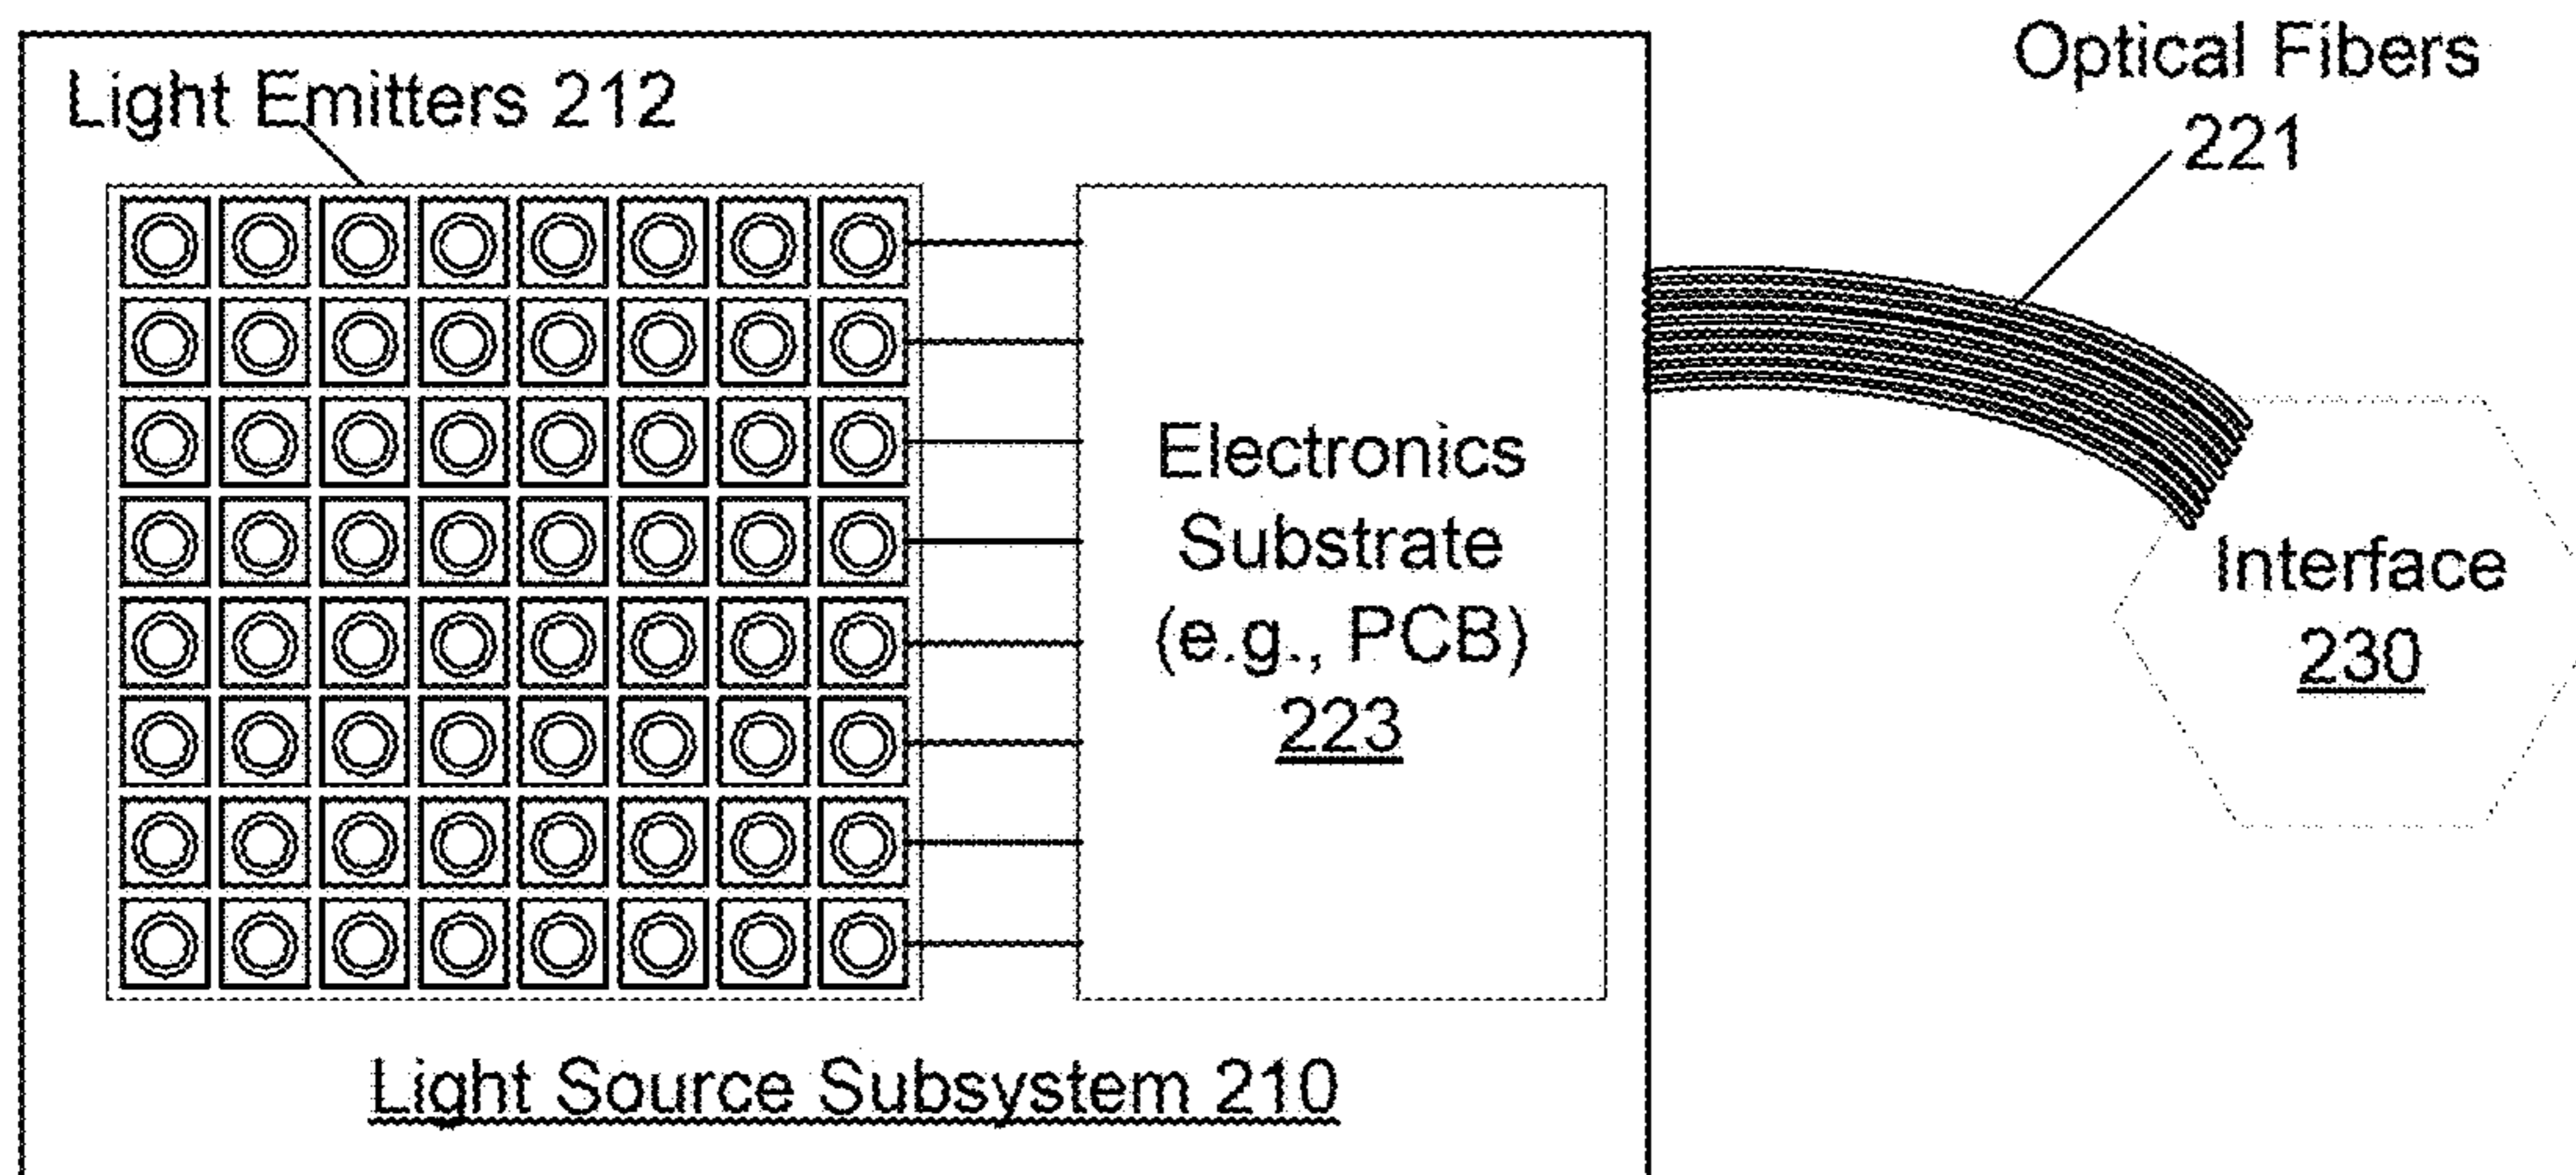 Light Emitters 212
Optical Fibers
221
Electronics
Substrate
(e.g., PCB)
223
Interface
230
Light Source Subsystem 210